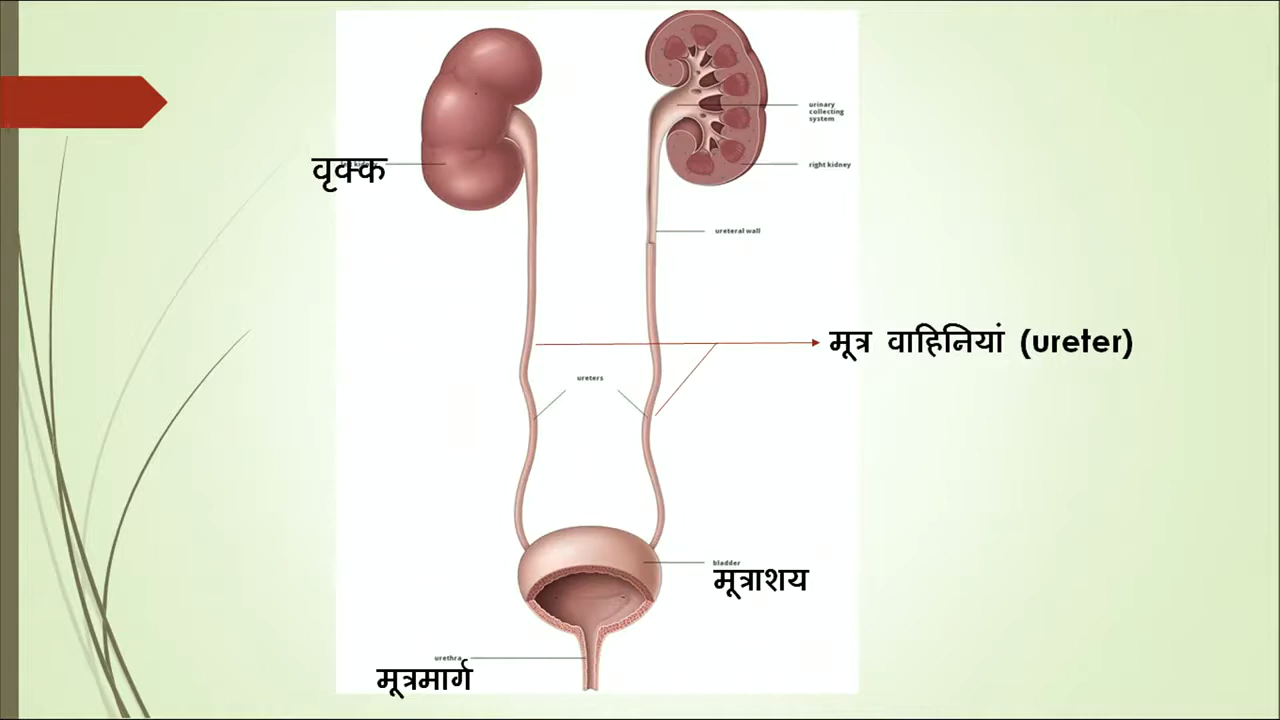 urinary
collecting
system
वृक्क
right kidney
ureteral wall
मूत्र वाहिनियां (ureter)
ureters
bladder
मूत्राशय
urethra
मूत्रमार्ग